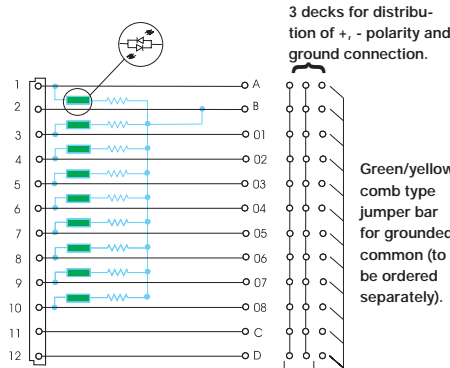 3 decks for distribu-
tion of +, - polarity and
ground connection.
1 A
2 B
3 01
4 02
5 03
6 04
7 05
8 06
9 07
10 08
11 C
12 D
Green/yellow
comb type
jumper bar
for grounded
common (to
be ordered
separately).